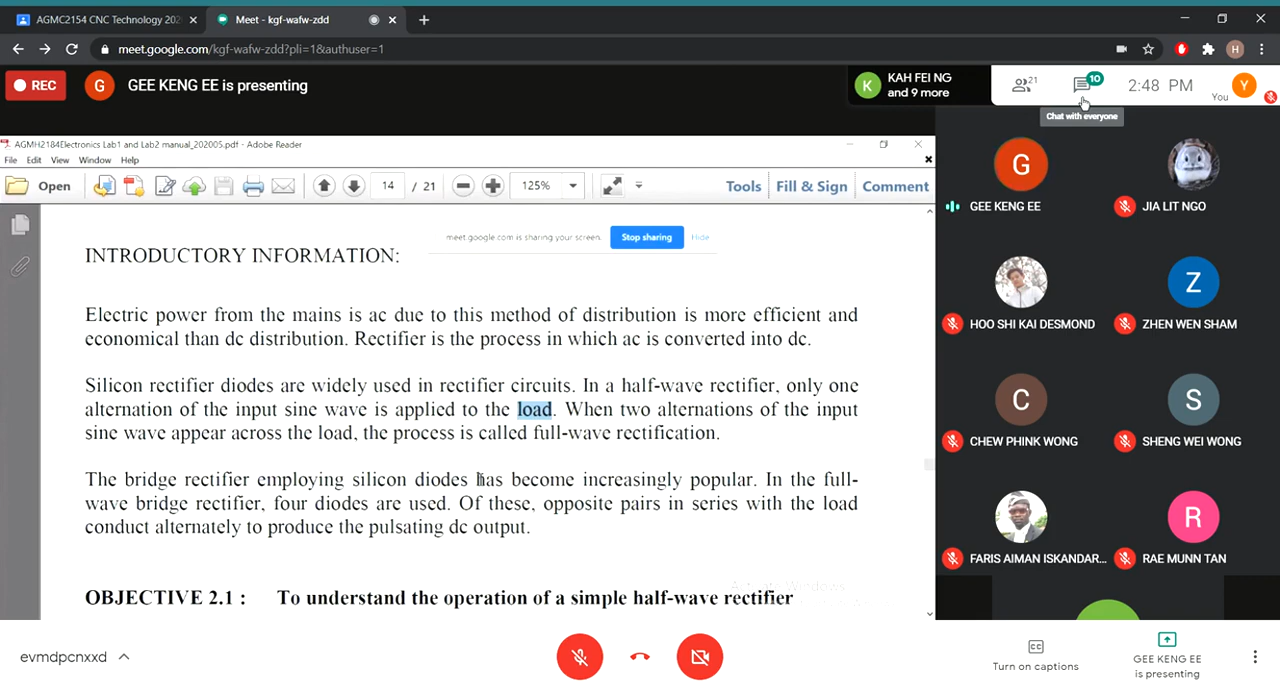 AGMC2154 CNC Technology 202
Meet - kgf-wafw-zdd
meet.google.com/kgf-wafw-zdd?pli=1&authuser=1
H
REC
G
GEE KENG EE is presenting
K
KAH FEI NG
and 9 more
21
10
2:48 PM
You
Y
Chat with everyone
AGMH2184Electronics Lab1 and Lab2 manual_202005.pdf - Adobe Reader
File Edit View Window Help
Open
14 / 21
125%
Tools
Fill & Sign
Comment
meet.google.com is sharing your screen.
Stop sharing
Hide
INTRODUCTORY INFORMATION:
Electric power from the mains is ac due to this method of distribution is more efficient and
economical than dc distribution. Rectifier is the process in which ac is converted into dc.
Silicon rectifier diodes are widely used in rectifier circuits. In a half-wave rectifier, only one
alternation of the input sine wave is applied to the load. When two alternations of the input
sine wave appear across the load, the process is called full-wave rectification.
The bridge rectifier employing silicon diodes has become increasingly popular. In the full-
wave bridge rectifier, four diodes are used. Of these, opposite pairs in series with the load
conduct alternately to produce the pulsating dc output.
Activate Windows
OBJECTIVE 2.1 : To understand the operation of a simple half-wave rectifier
G
GEE KENG EE
JIA LIT NGO
HOO SHI KAI DESMOND
Z
ZHEN WEN SHAM
C
CHEW PHINK WONG
S
SHENG WEI WONG
FARIS AIMAN ISKANDAR...
R
RAE MUNN TAN
evmdpcnxxd
CC
Turn on captions
GEE KENG EE
is presenting